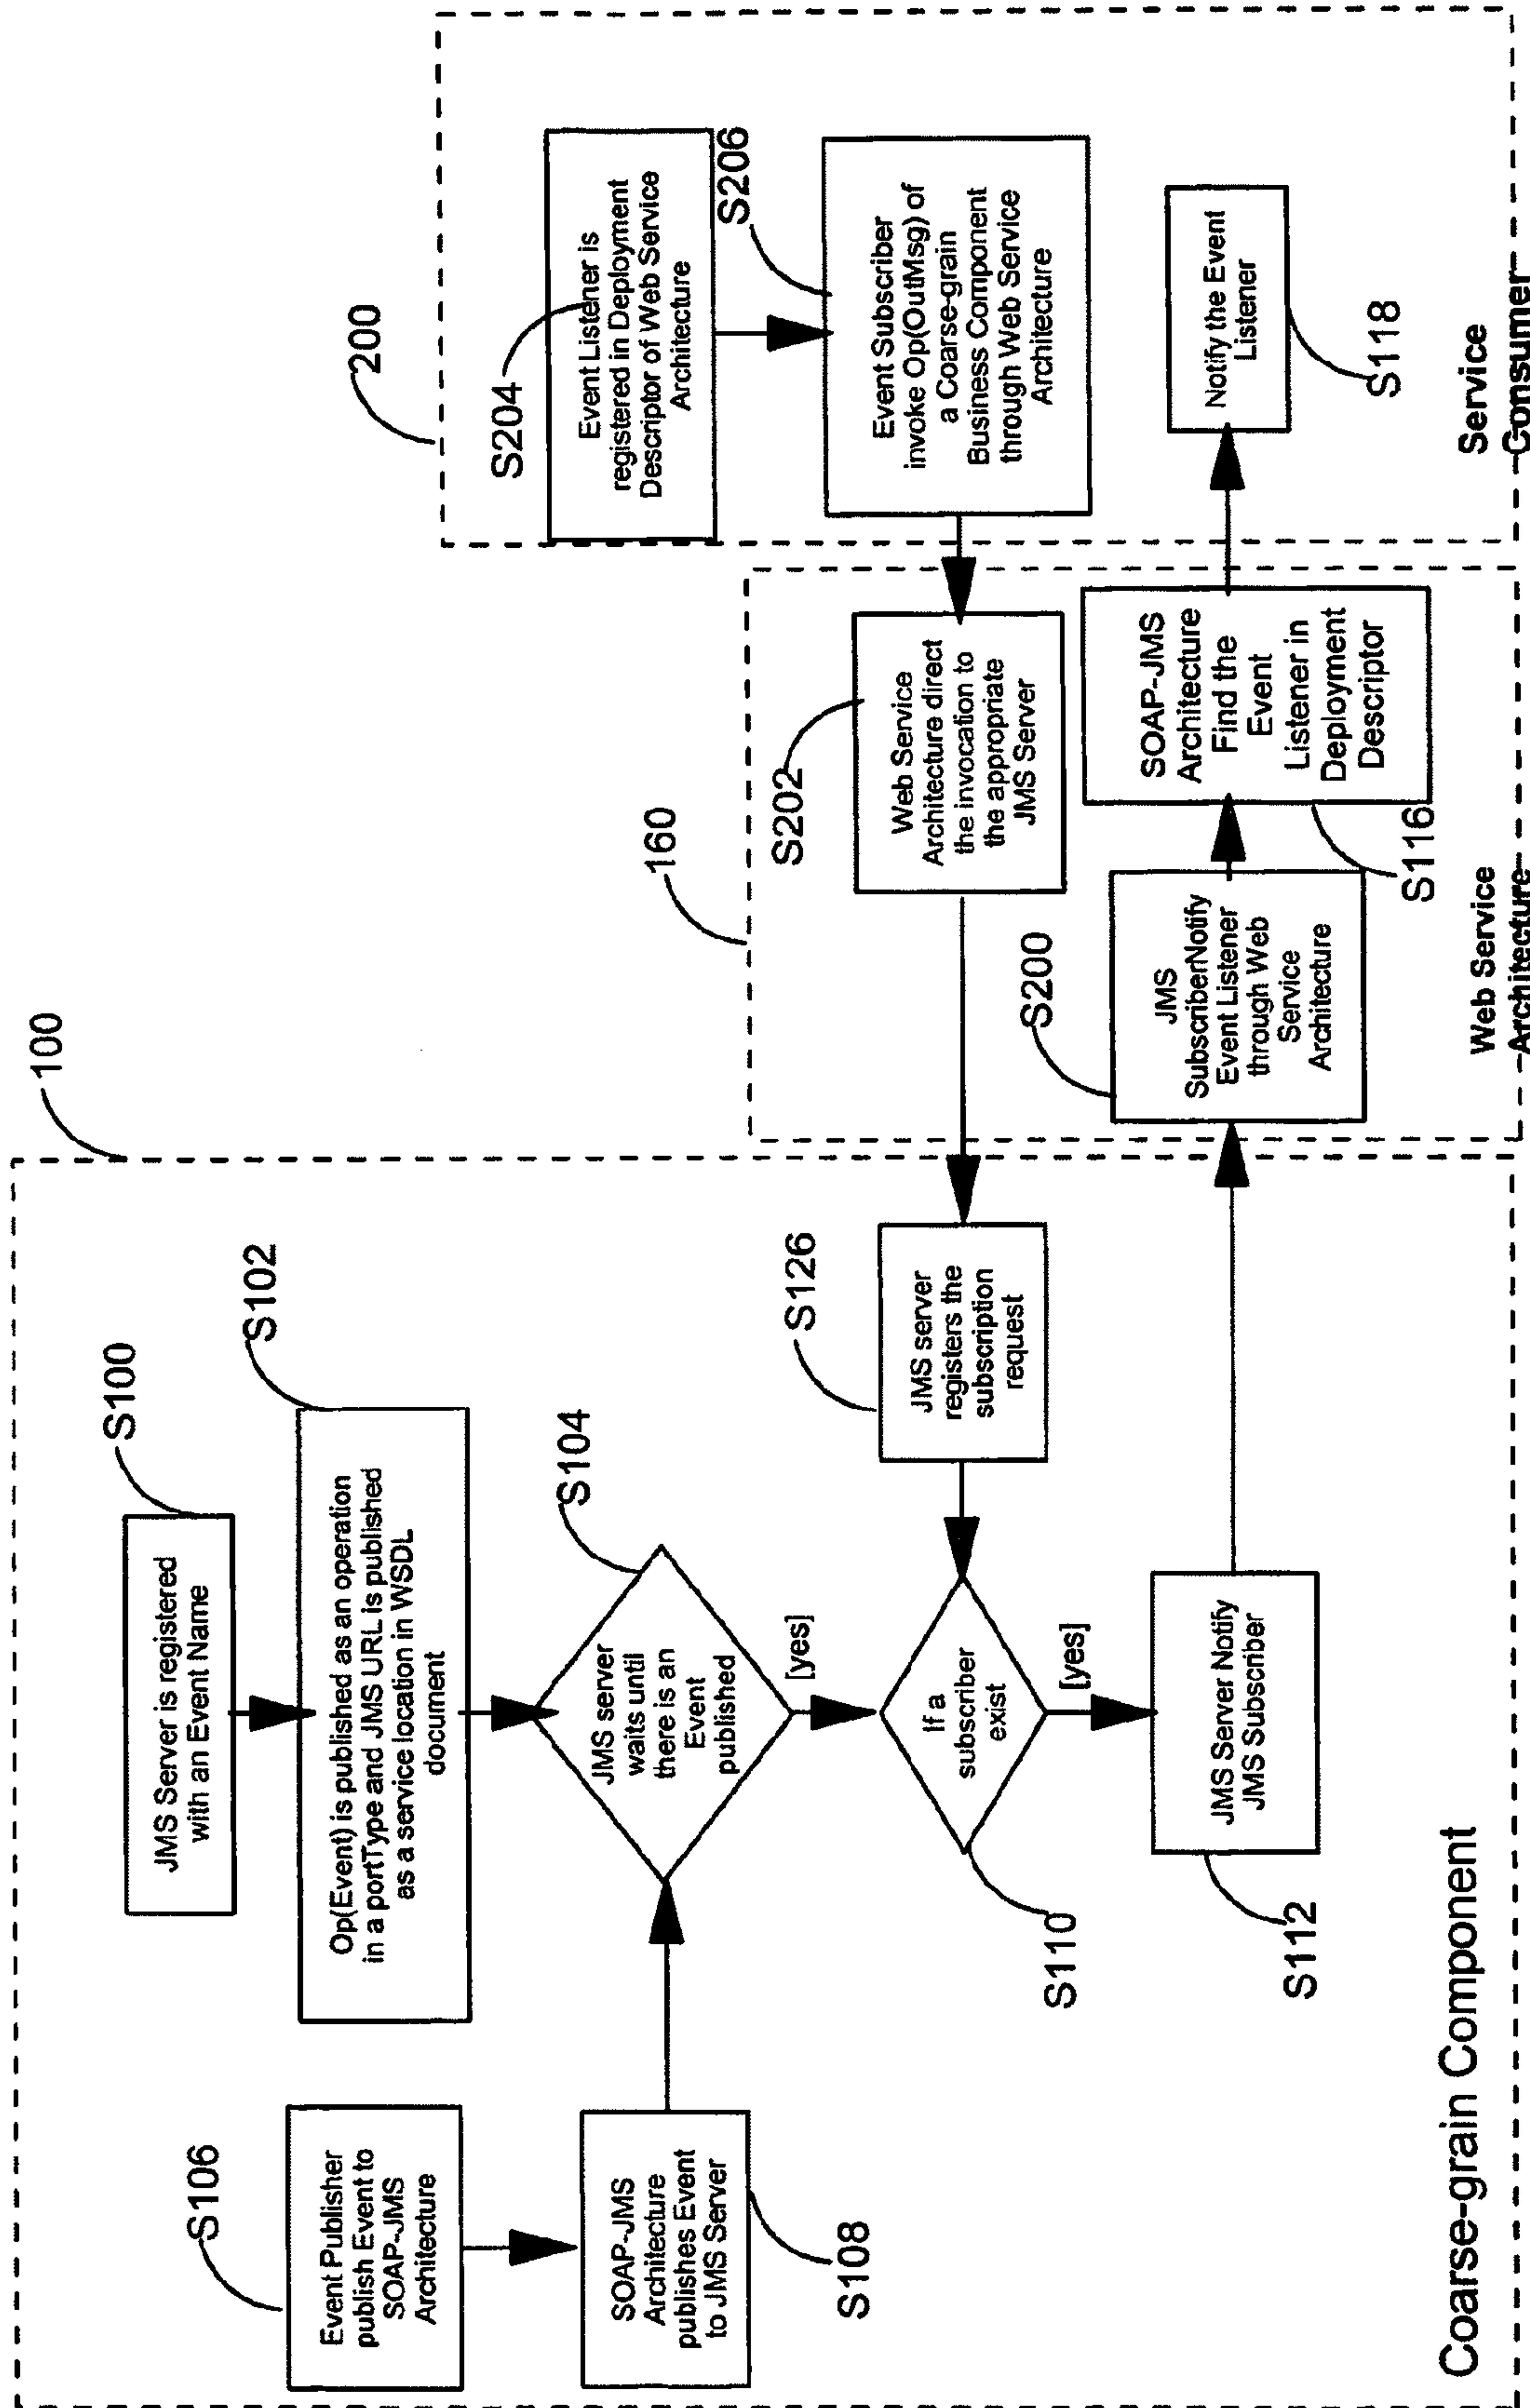 100
S100
JMS Server is registered
with an Event Name
S102
Op(Event) is published as an operation
in a portType and JMS URL is published
as a service location in WSDL
document
S106
Event Publisher
publish Event to
SOAP-JMS
Architecture
S104
JMS server
waits until
there is an
Event
published
[yes]
SOAP-JMS
Architecture
publishes Event
to JMS Server
S108
S126
JMS server
registers the
subscription
request
If a
subscriber
exist
[yes]
S110
JMS Server Notify
JMS Subscriber
S112
Coarse-grain Component
160
S202
Web Service
Architecture direct
the invocation to
the appropriate
JMS Server
S200
JMS
SubscriberNotify
Event Listener
through Web
Service
Architecture
SOAP-JMS
Architecture
Find the
Event
Listener in
Deployment
Descriptor
S116
Web Service
Architecture
200
S204
Event Listener is
registered in Deployment
Descriptor of Web Service
Architecture
S206
Event Subscriber
invoke Op(OutMsg) of
a Coarse-grain
Business Component
through Web Service
Architecture
Notify the Event
Listener
S118
Service
Consumer